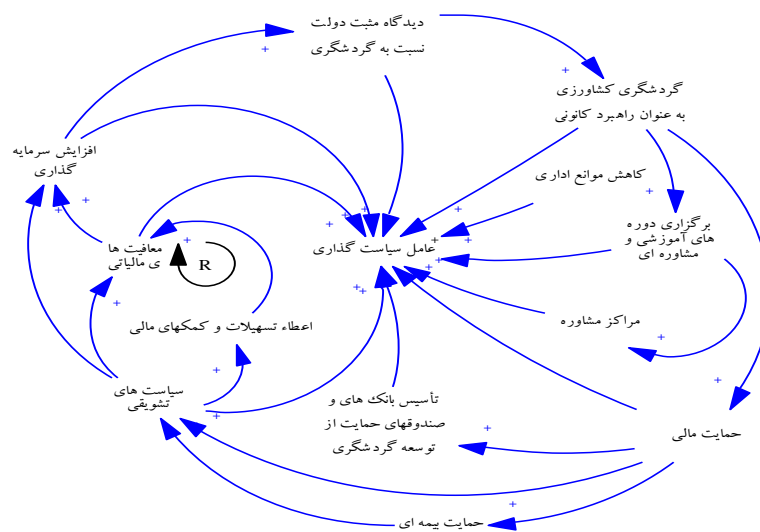 دیدگاه مثبت دولت
نسبت به گردشگری
گردشگری کشاورزی
به عنوان راهبرد کانونی
افزایش سرمایه
گذاری
کاهش موانع اداری
برگزاری دوره
های آموزشی و
مشاوره ای
معافیت ها
ی مالیاتی
R
عامل سیاست گذاری
اعطاء تسهیلات و کمکهای مالی
مراکز مشاوره
سیاست های
تشویقی
تأسیس بانک های و
صندوقهای حمایت از
توسعه گردشگری
حمایت مالی
حمایت بیمه ای